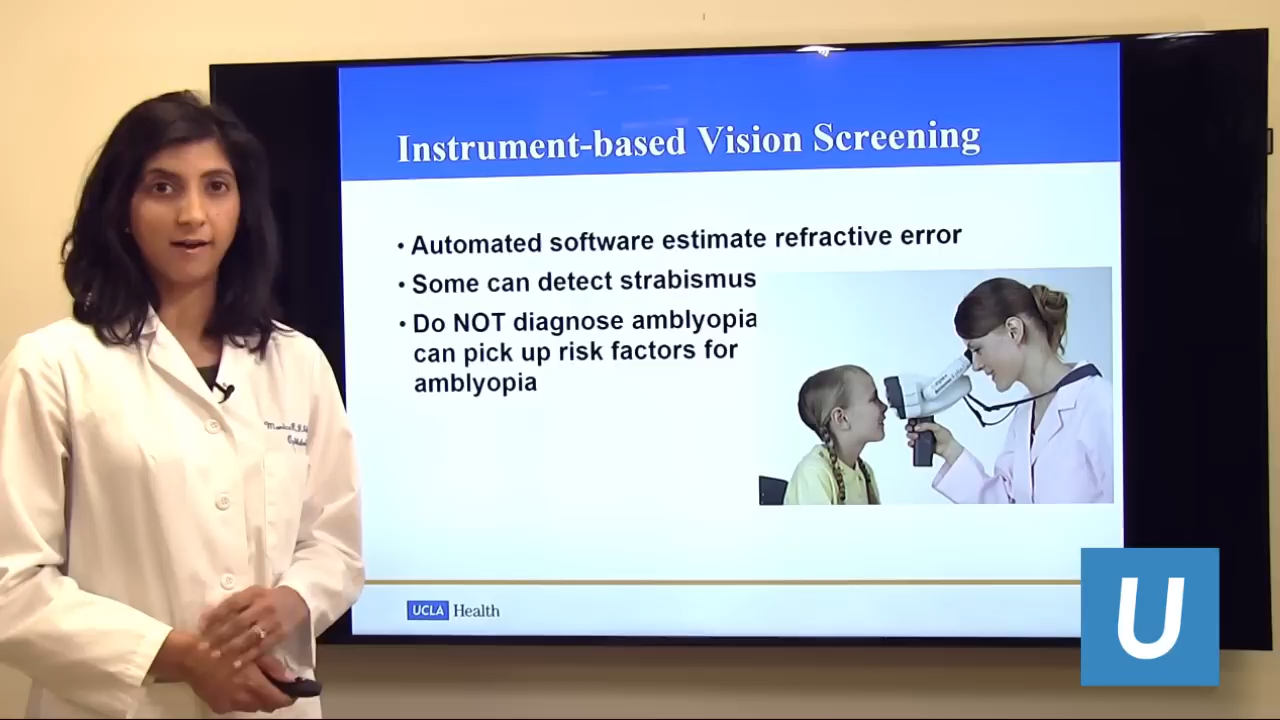 Instrument-based Vision Screening
• Automated software estimate refractive error
• Some can detect strabismus
• Do NOT diagnose amblyopia
can pick up risk factors for
amblyopia
UCLA Health
U